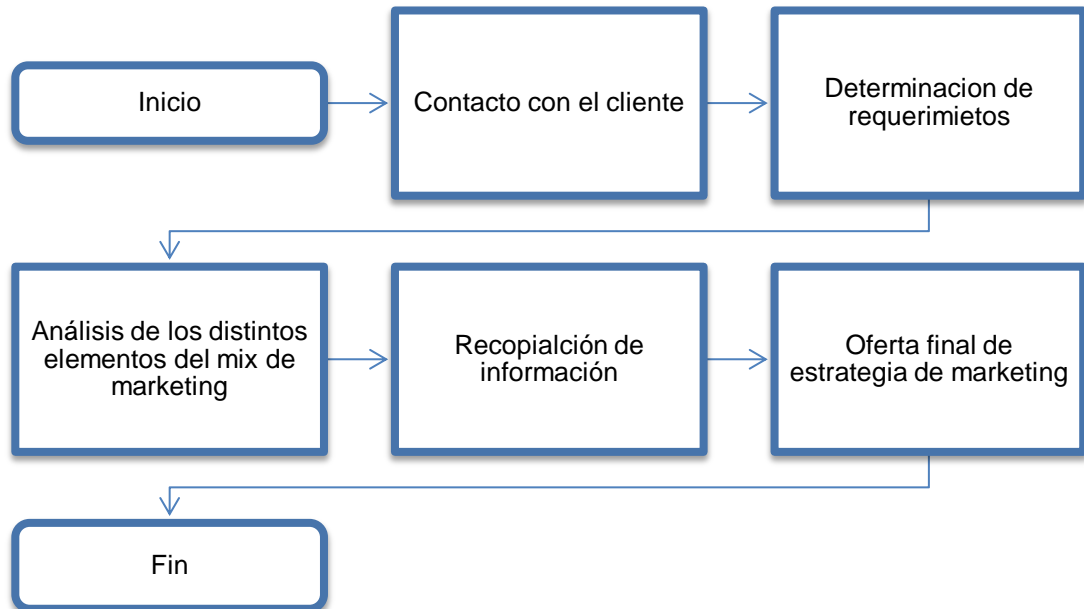 Inicio
Contacto con el cliente
Determinacion de
requerimietos
Análisis de los distintos
elementos del mix de
marketing
Recopialción de
información
Oferta final de
estrategia de marketing
Fin